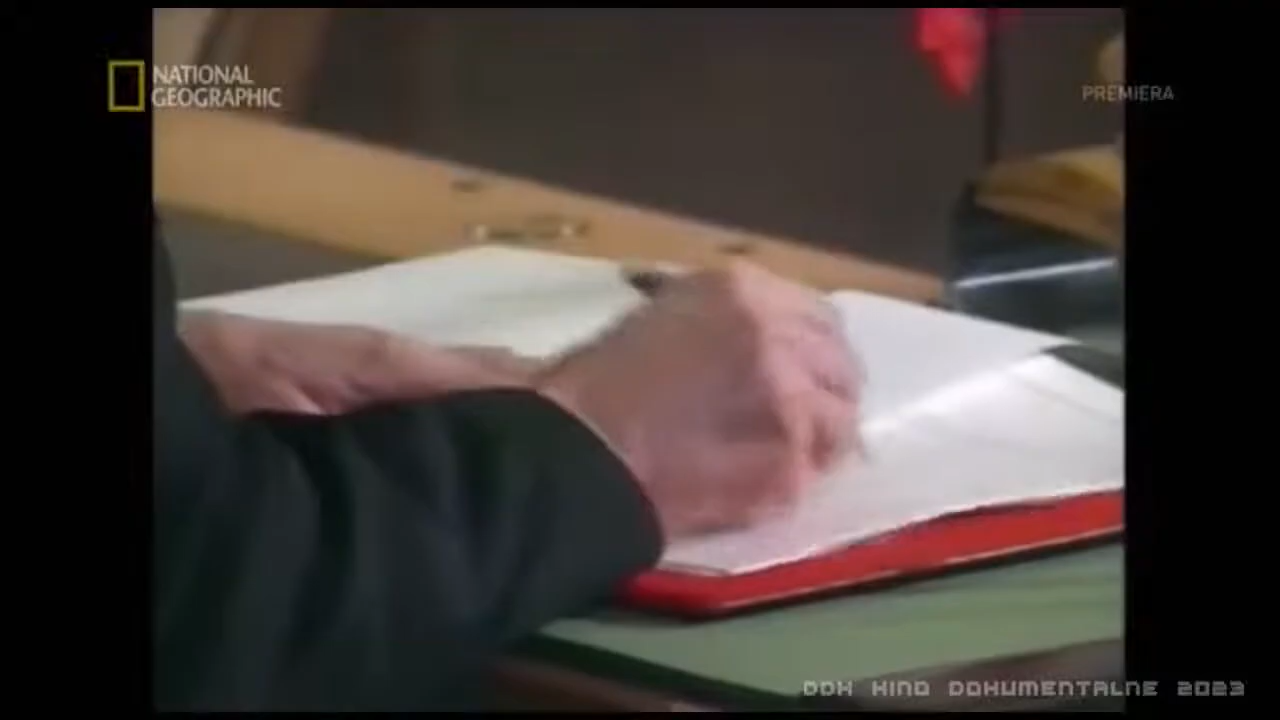 NATIONAL
GEOGRAPHIC
PREMIERA
DDK KINO DOKUMENTALNE 2023